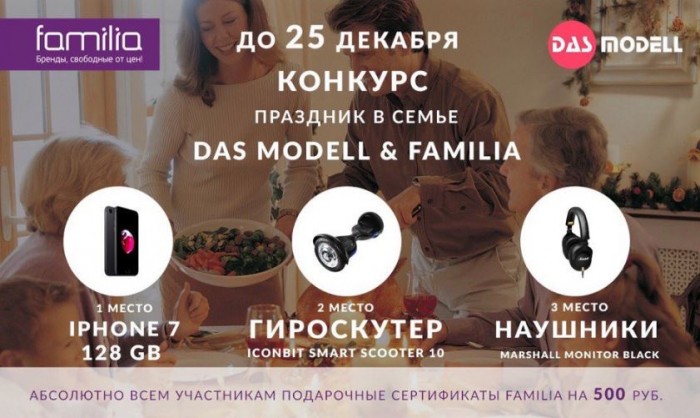 familia
Бренды, свободные от цен!
ДО 25 ДЕКАБРЯ
DAS MODELL
КОНКУРС
ПРАЗДНИК В СЕМЬЕ
DAS MODELL & FAMILIA
1 МЕСТО
IPHONE 7
128 GB
2 МЕСТО
ГИРОСКУТЕР
ICONBIT SMART SCOOTER 10
3 МЕСТО
НАУШНИКИ
MARSHALL MONITOR BLACK
АБСОЛЮТНО ВСЕМ УЧАСТНИКАМ ПОДАРОЧНЫЕ СЕРТИФИКАТЫ FAMILIA НА 500 РУБ.